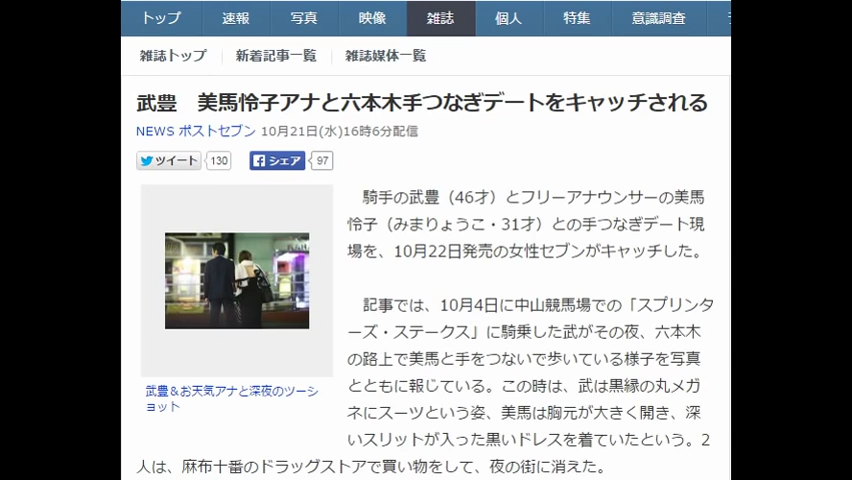 トップ 速報 写真 映像 雑誌 個人 特集 意識調査
雑誌トップ 新着記事一覧 雑誌媒体一覧
武豊 美馬怜子アナと六本木手つなぎデートをキャッチされる
NEWS ポストセブン 10月21日(水)16時6分配信
ツイート 130 シェア 97
騎手の武豊（46才）とフリーアナウンサーの美馬
怜子（みまりょうこ・31才）との手つなぎデート現
場を、10月22日発売の女性セブンがキャッチした。
記事では、10月4日に中山競馬場での「スプリンタ
ーズ・ステークス」に騎乗した武がその夜、六本木
の路上で美馬と手をつないで歩いている様子を写真
とともに報じている。この時は、武は黒縁の丸メガ
ネにスーツという姿、美馬は胸元が大きく開き、深
いスリットが入った黒いドレスを着ていたという。2
人は、麻布十番のドラッグストアで買い物をして、夜の街に消えた。
武豊＆お天気アナと深夜のツーシ
ョット